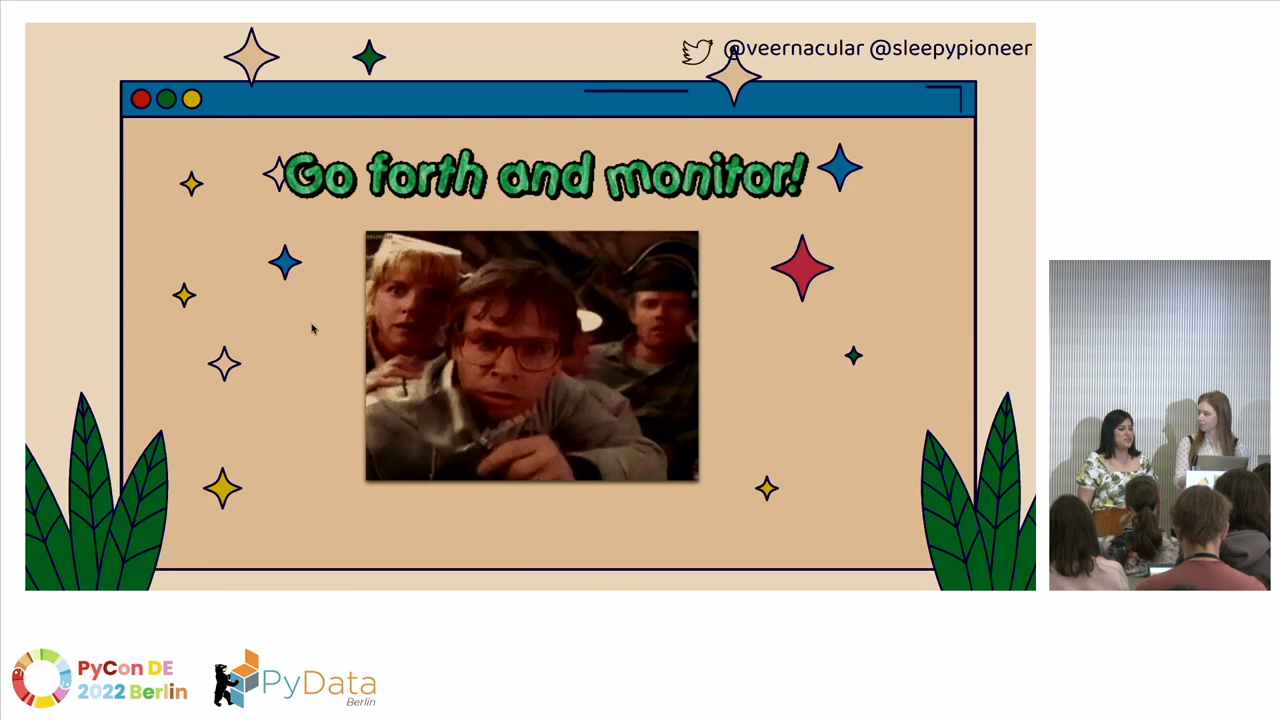 @veernacular @sleepypioneer
Go forth and monitor!
PyCon DE
2022 Berlin
PyData
Berlin